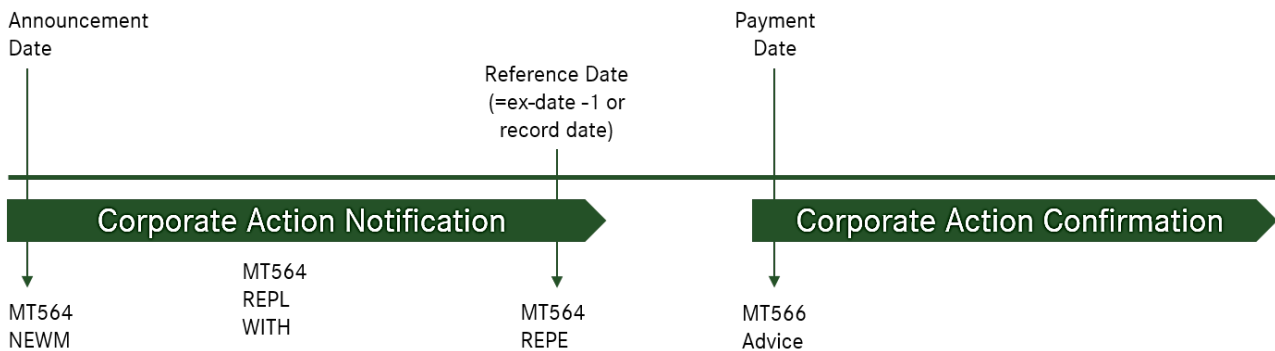 Announcement
Date
Payment
Date
Reference Date
(=ex-date -1 or
record date)
Corporate Action Notification
Corporate Action Confirmation
MT564
NEWM
MT564
REPL
WITH
MT564
REPE
MT566
Advice